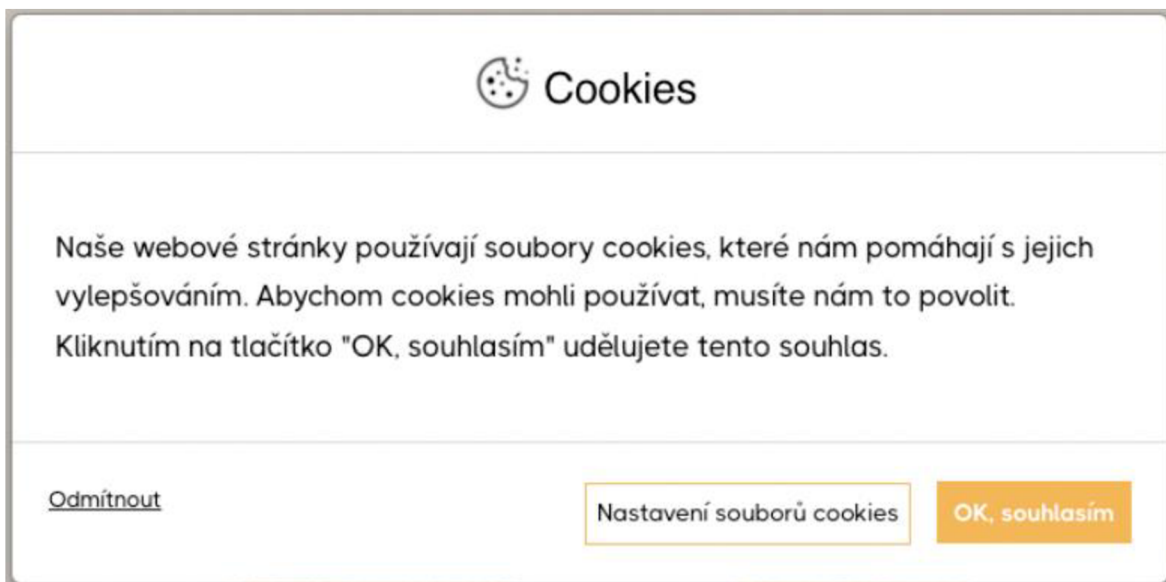 Cookies
Naše webové stránky používají soubory cookies, které nám pomáhají s jejich
vylepšováním. Abychom cookies mohli používat, musíte nám to povolit.
Kliknutím na tlačítko "OK, souhlasím" udělujete tento souhlas.
Odmítnout
Nastavení souborů cookies
OK, souhlasím